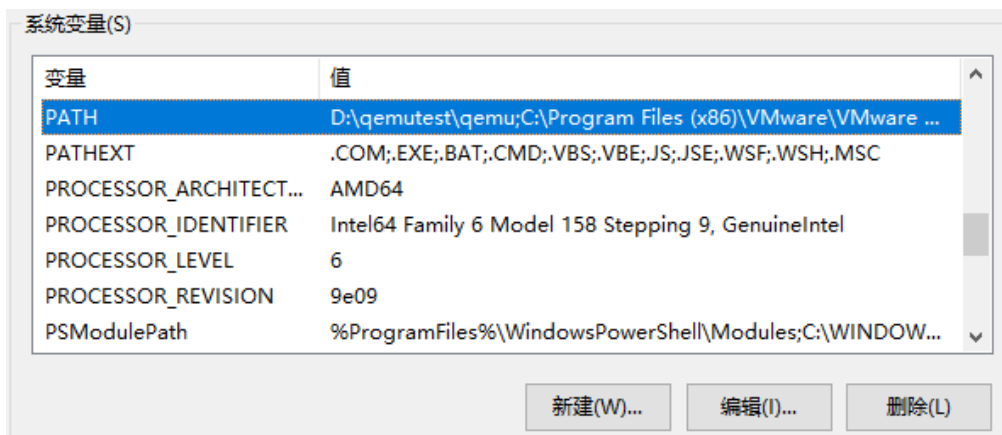 系统变量(S)
变量 值
PATH D:\qemutest\qemu;C:\Program Files (x86)\VMware\VMware ...
PATHEXT .COM;.EXE;.BAT;.CMD;.VBS;.VBE;.JS;.JSE;.WSF;.WSH;.MSC
PROCESSOR_ARCHITECT... AMD64
PROCESSOR_IDENTIFIER Intel64 Family 6 Model 158 Stepping 9, GenuineIntel
PROCESSOR_LEVEL 6
PROCESSOR_REVISION 9e09
PSModulePath %ProgramFiles%\WindowsPowerShell\Modules;C:\WINDOW...
新建(W)... 编辑(I)... 删除(L)